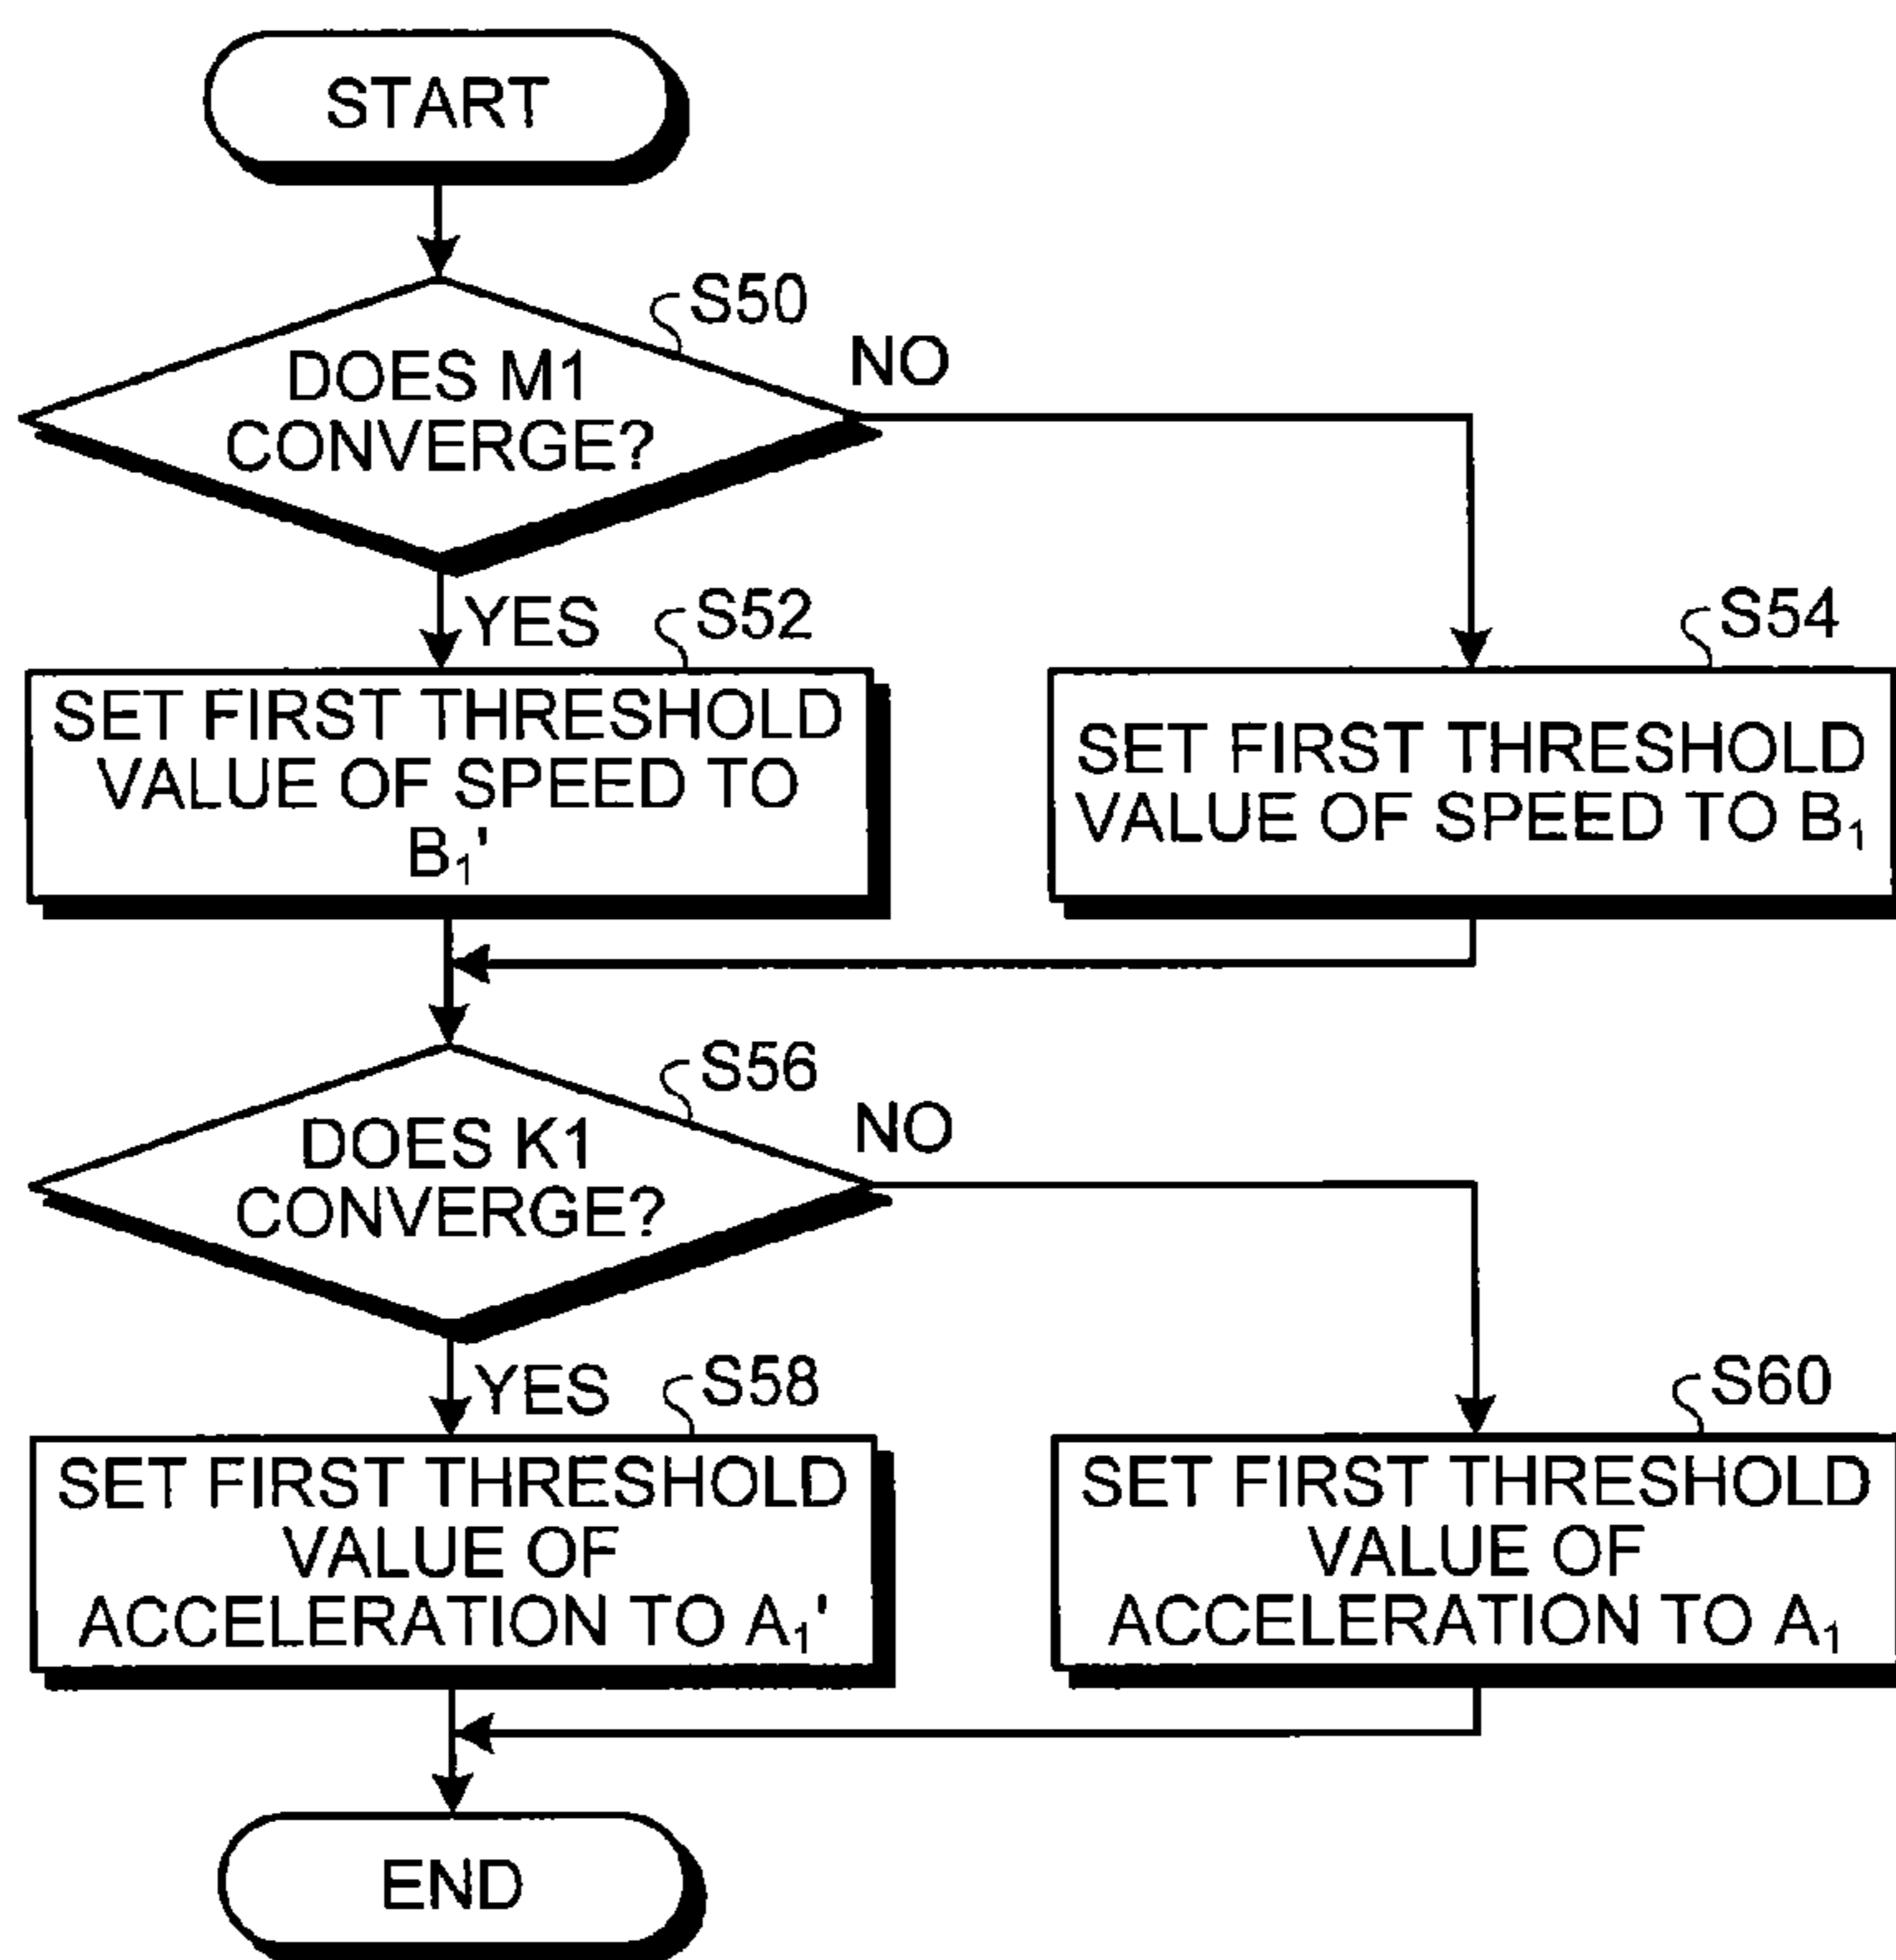 START
S50
DOES M1
CONVERGE?
NO
YES
S52
SET FIRST THRESHOLD
VALUE OF SPEED TO
B₁'
S54
SET FIRST THRESHOLD
VALUE OF SPEED TO B₁
S56
DOES K1
CONVERGE?
NO
YES
S58
SET FIRST THRESHOLD
VALUE OF
ACCELERATION TO A₁'
S60
SET FIRST THRESHOLD
VALUE OF
ACCELERATION TO A₁
END